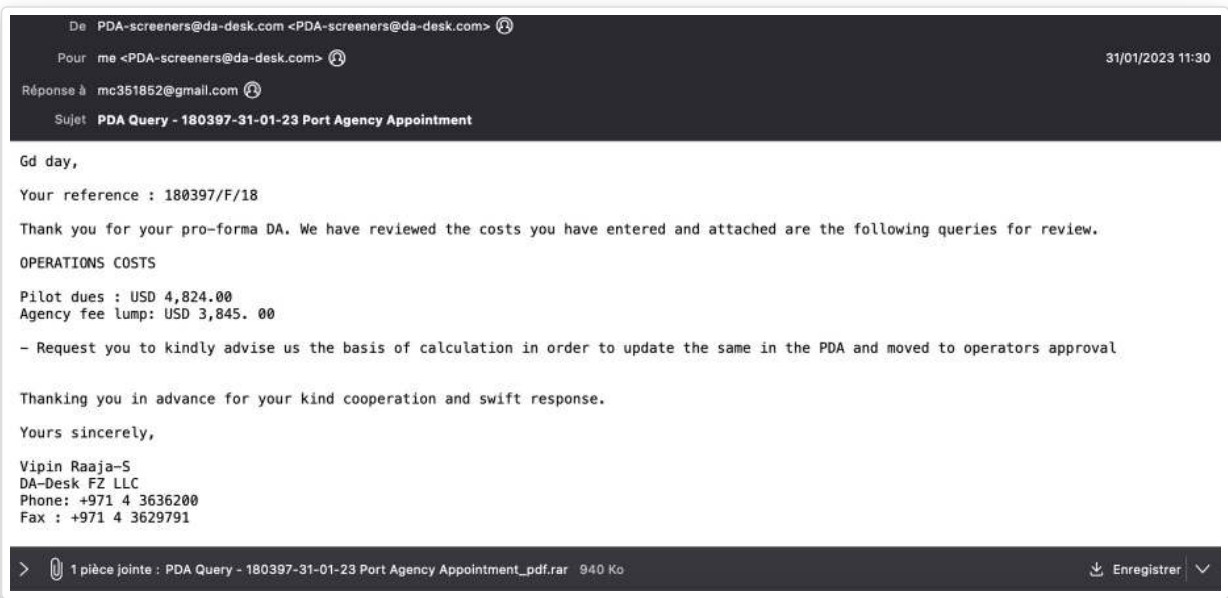 De PDA-screeners@da-desk.com <PDA-screeners@da-desk.com>
Pour me <PDA-screeners@da-desk.com> 31/01/2023 11:30
Réponse à mc351852@gmail.com
Sujet PDA Query - 180397-31-01-23 Port Agency Appointment
Gd day,
Your reference : 180397/F/18
Thank you for your pro-forma DA. We have reviewed the costs you have entered and attached are the following queries for review.
OPERATIONS COSTS
Pilot dues : USD 4,824.00
Agency fee lump: USD 3,845. 00
- Request you to kindly advise us the basis of calculation in order to update the same in the PDA and moved to operators approval
Thanking you in advance for your kind cooperation and swift response.
Yours sincerely,
Vipin Raaja-S
DA-Desk FZ LLC
Phone: +971 4 3636200
Fax : +971 4 3629791
1 pièce jointe : PDA Query - 180397-31-01-23 Port Agency Appointment_pdf.rar 940 Ko Enregistrer